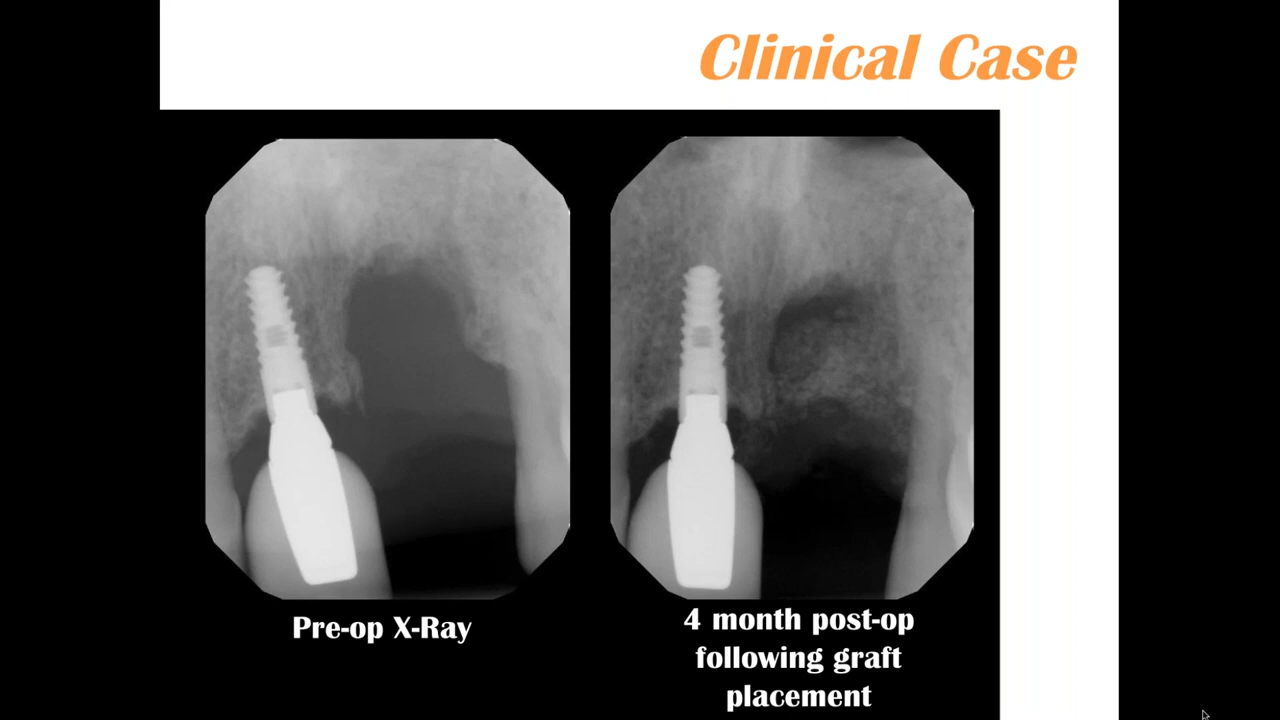 Clinical Case
Pre-op X-Ray
4 month post-op
following graft
placement